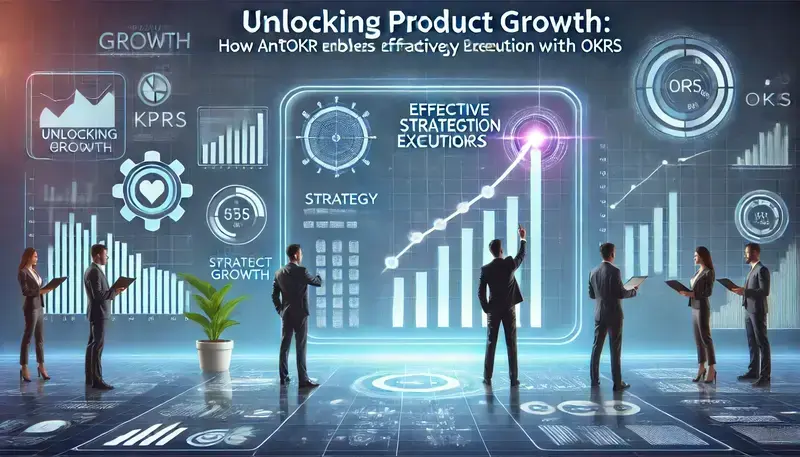 Unlocking Product Growth:
How AntOKR enbles effactivegy Execution with OKRS
GROWTH
KPRS
UNLOCKING
GROWTH
EFFECTIVE
STRATEGTION
EXECUTIORS
STRATEGY
STRATECT
GROWTH
ORS
OKS